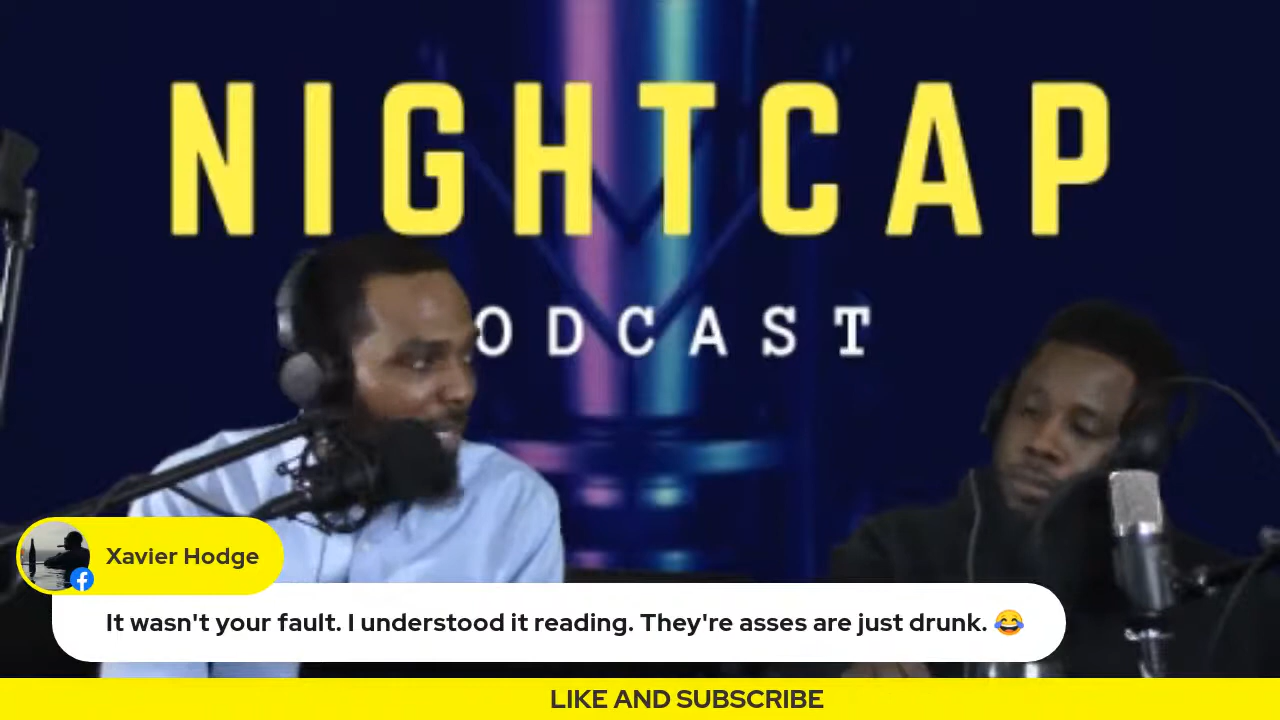 NIGHTCAP
ODCAST
Xavier Hodge
It wasn't your fault. I understood it reading. They're asses are just drunk. 😂
LIKE AND SUBSCRIBE